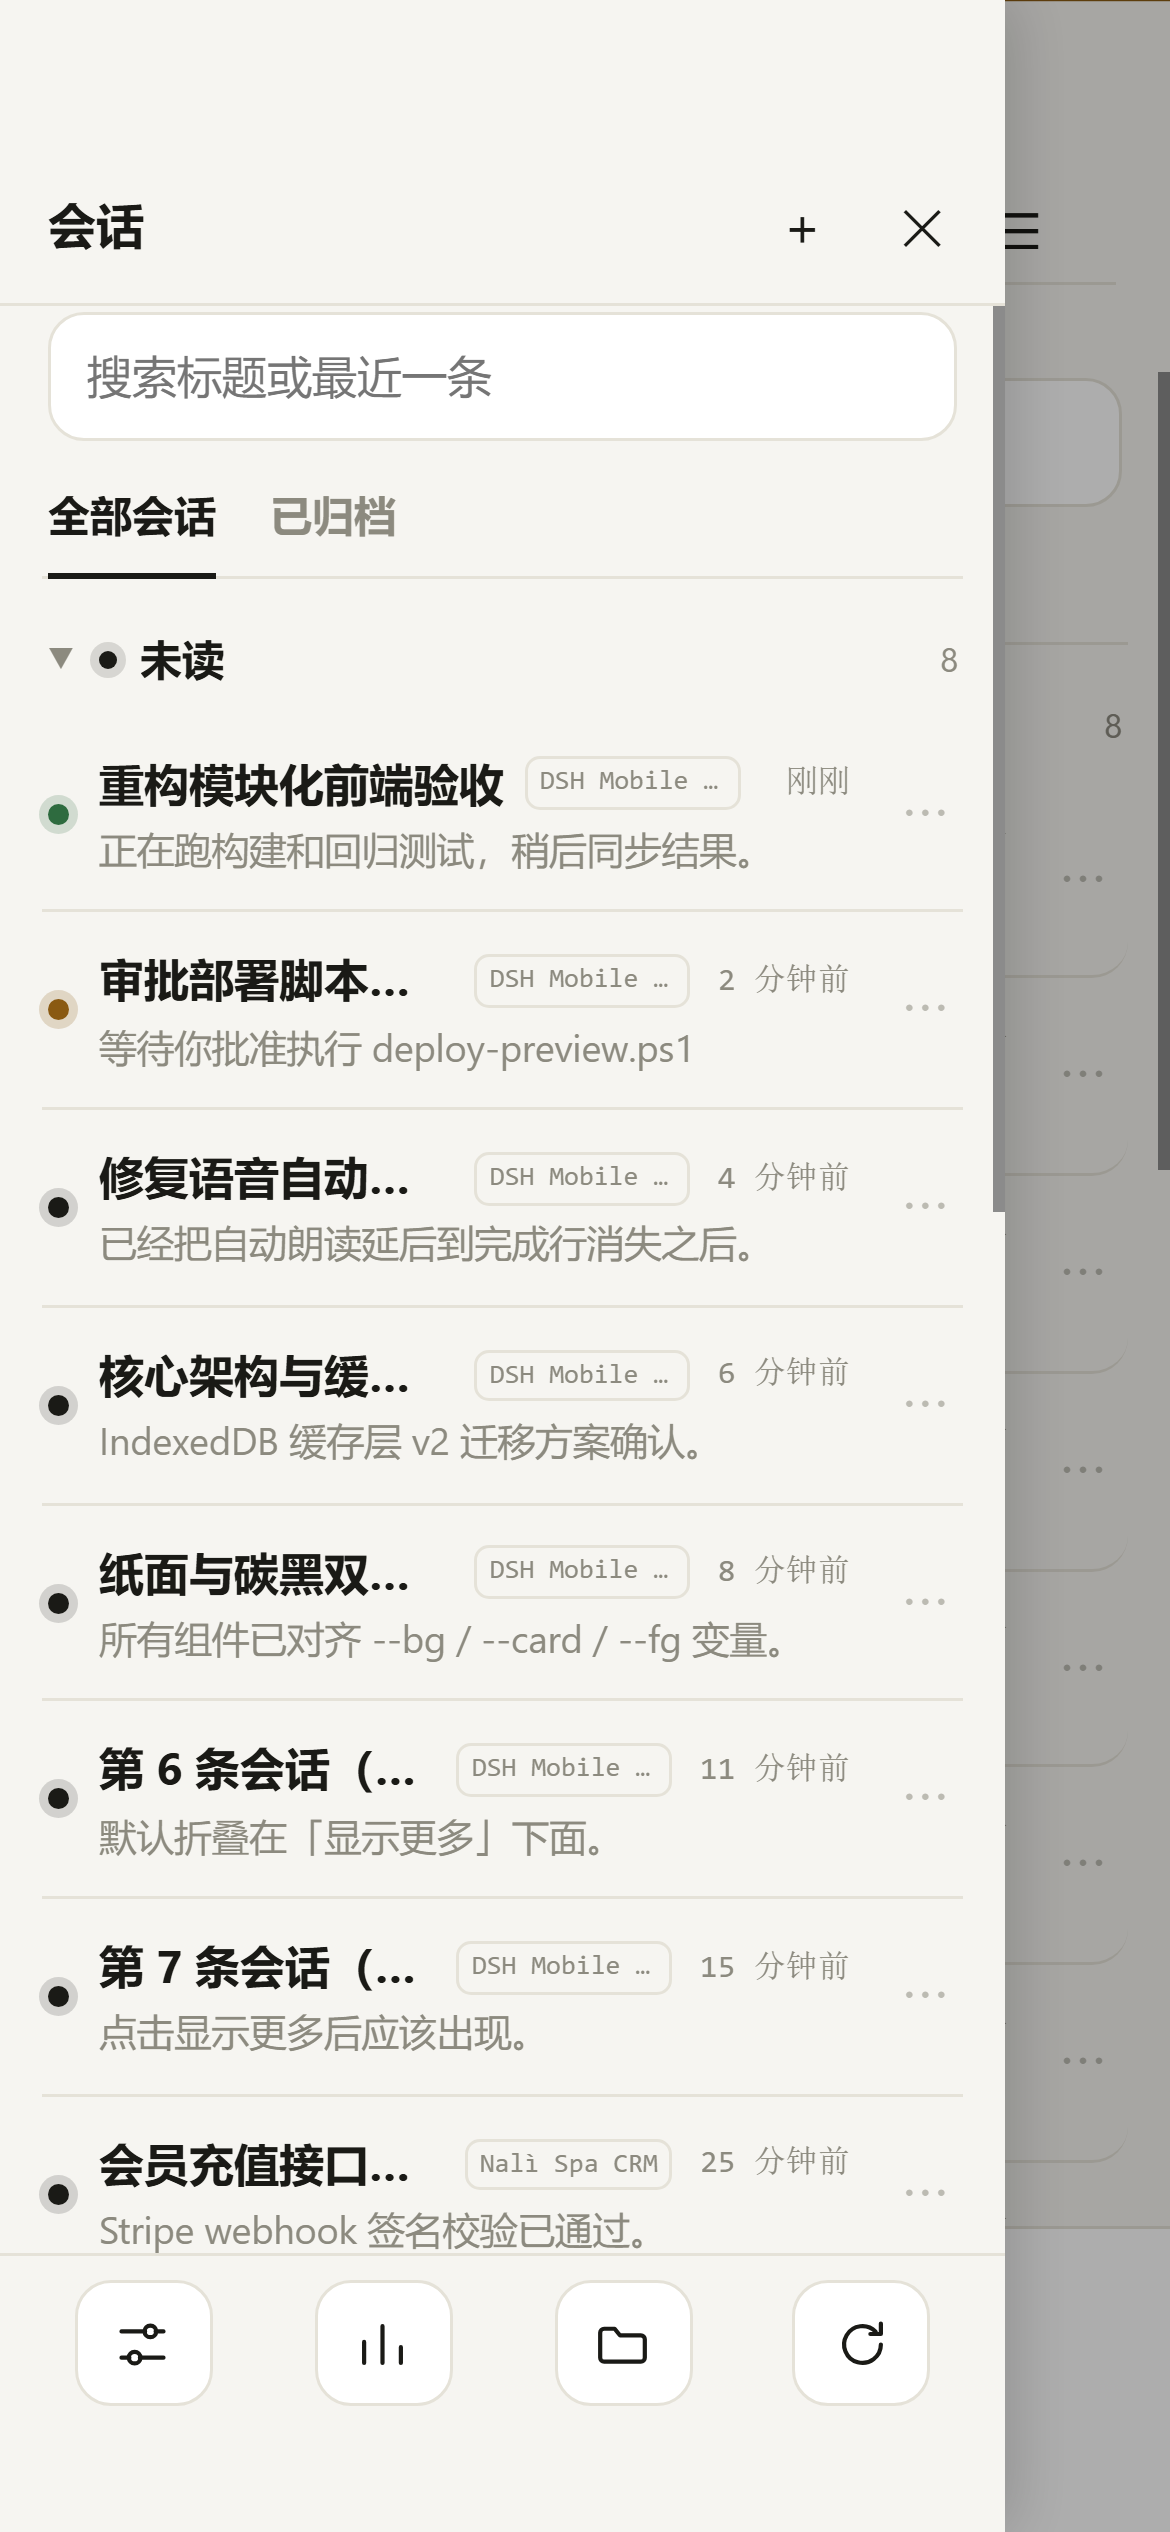 会话
搜索标题或最近一条
全部会话 已归档
未读 8
8
重构模块化前端验收 DSH Mobile … 刚刚
正在跑构建和回归测试，稍后同步结果。
审批部署脚本… DSH Mobile … 2 分钟前
等待你批准执行 deploy-preview.ps1
修复语音自动… DSH Mobile … 4 分钟前
已经把自动朗读延后到完成行消失之后。
核心架构与缓… DSH Mobile … 6 分钟前
IndexedDB 缓存层 v2 迁移方案确认。
纸面与碳黑双… DSH Mobile … 8 分钟前
所有组件已对齐 --bg / --card / --fg 变量。
第 6 条会话（… DSH Mobile … 11 分钟前
默认折叠在「显示更多」下面。
第 7 条会话（… DSH Mobile … 15 分钟前
点击显示更多后应该出现。
会员充值接口… Nalì Spa CRM 25 分钟前
Stripe webhook 签名校验已通过。